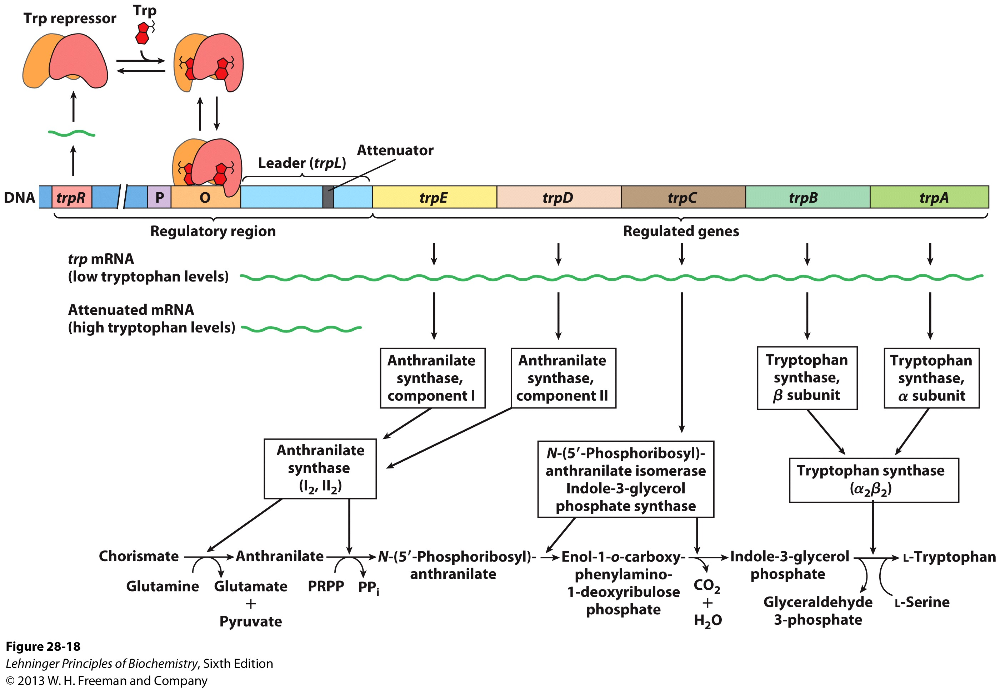 Trp repressor
Trp
Attenuator
Leader (trpL)
DNA
trpR
P
O
trpE
trpD
trpC
trpB
trpA
Regulatory region
Regulated genes
trp mRNA
(low tryptophan levels)
Attenuated mRNA
(high tryptophan levels)
Anthranilate
synthase,
component I
Anthranilate
synthase,
component II
Tryptophan
synthase,
β subunit
Tryptophan
synthase,
α subunit
Anthranilate
synthase
(I₂, II₂)
N-(5′-Phosphoribosyl)-
anthranilate isomerase
Indole-3-glycerol
phosphate synthase
Tryptophan synthase
(α₂β₂)
Chorismate
Glutamine
Glutamate
+
Pyruvate
Anthranilate
PRPP
PPᵢ
N-(5′-Phosphoribosyl)-
anthranilate
Enol-1-o-carboxy-
phenylamino-
1-deoxyribulose
phosphate
CO₂
+
H₂O
Indole-3-glycerol
phosphate
Glyceraldehyde
3-phosphate
L-Serine
L-Tryptophan
Figure 28-18
Lehninger Principles of Biochemistry, Sixth Edition
© 2013 W. H. Freeman and Company